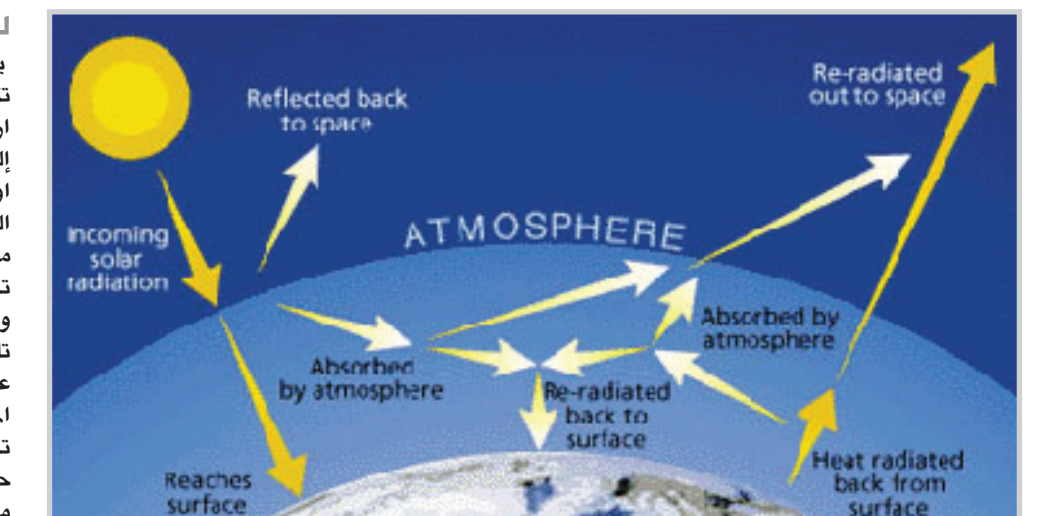 Reflected back
to space
Re-radiated
out to space
ATMOSPHERE
Incoming
solar
radiation
Absorbed
by atmosphere
Absorbed by
atmosphere
Re-radiated
back to
surface
Reaches
surface
Heat radiated
back from
surface